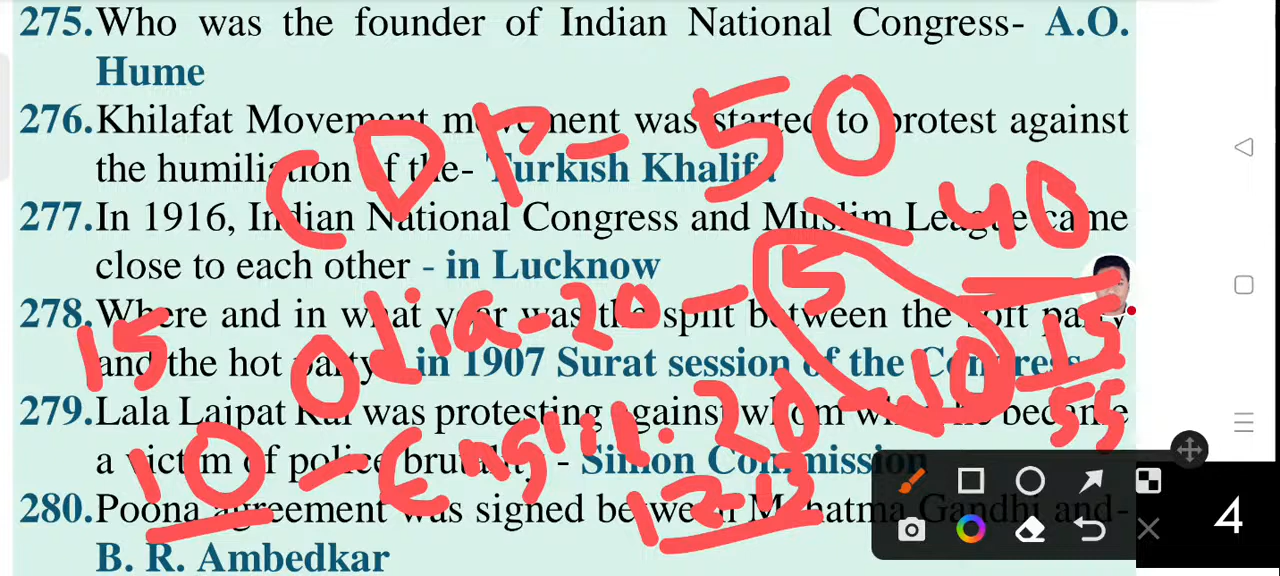 275.Who was the founder of Indian National Congress- A.O.
Hume
276.Khilafat Movement movement was started to protest against
the humiliation of the- Turkish Khalifa
277.In 1916, Indian National Congress and Muslim League came
close to each other - in Lucknow
278.Where and in what year was the split between the soft party
and the hot party - in 1907 Surat session of the Congress
279.Lala Lajpat Rai was protesting against whom when he became
a victim of police brutality - Simon Commission
280.Poona agreement was signed between Mahatma Gandhi and-
B. R. Ambedkar
CDP- 50
40
15 Odia-20- 5
10
15
55
10 - English. 20
4